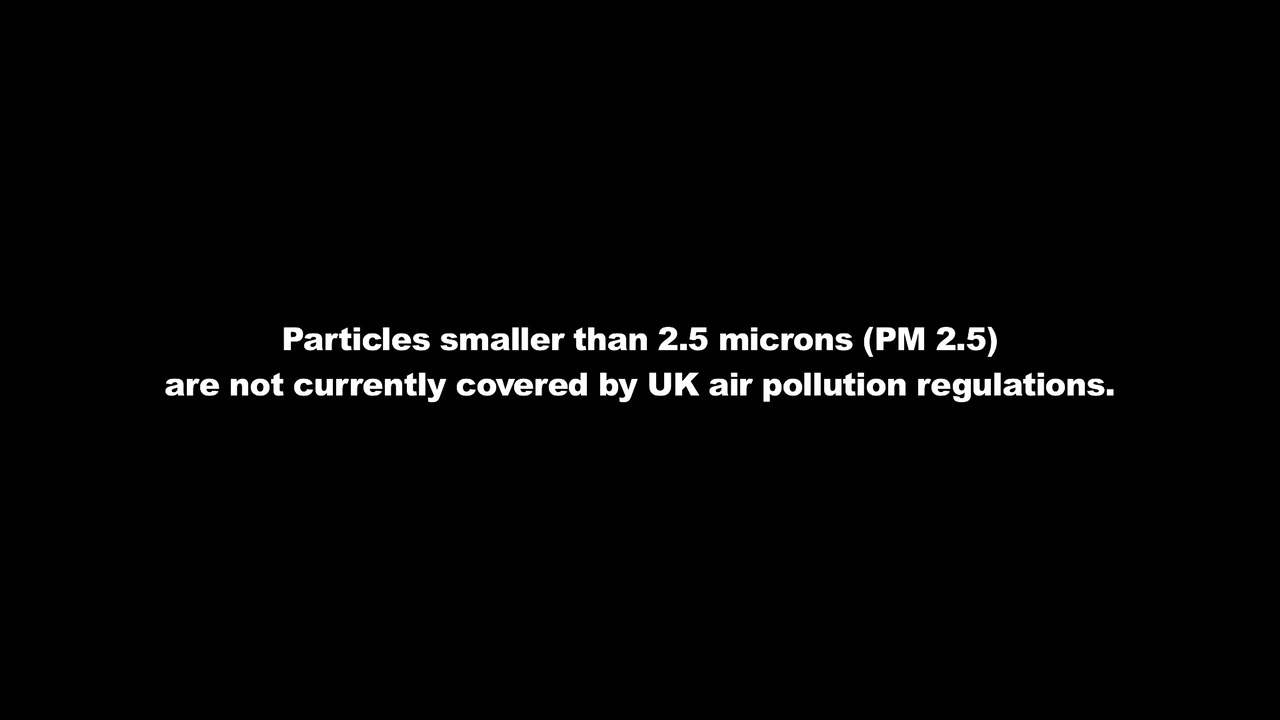 Particles smaller than 2.5 microns (PM 2.5)
are not currently covered by UK air pollution regulations.